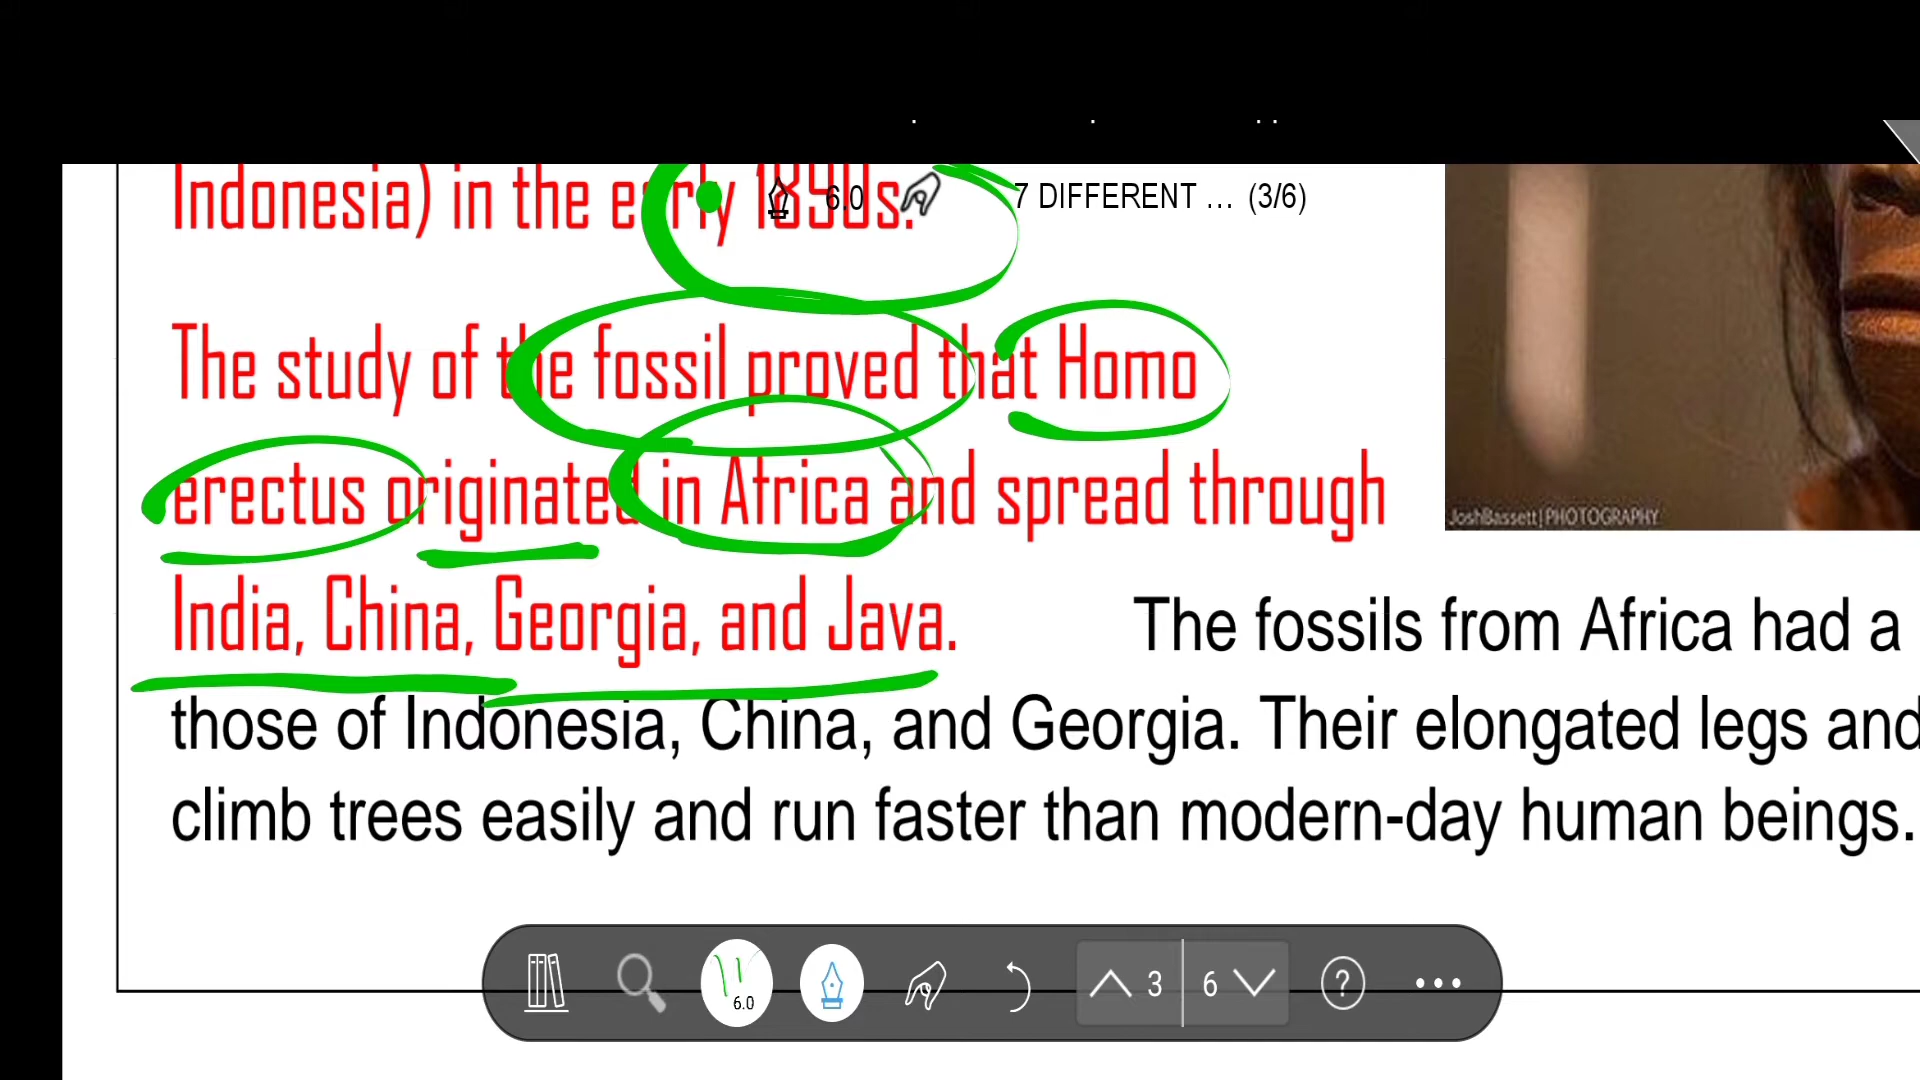 Indonesia) in the early 1890s.
6.0
7 DIFFERENT ... (3/6)
The study of the fossil proved that Homo
erectus originated in Africa and spread through
India, China, Georgia, and Java.
JoshBassett|PHOTOGRAPHY
The fossils from Africa had a
those of Indonesia, China, and Georgia. Their elongated legs and
climb trees easily and run faster than modern-day human beings.
6.0
3
6
?